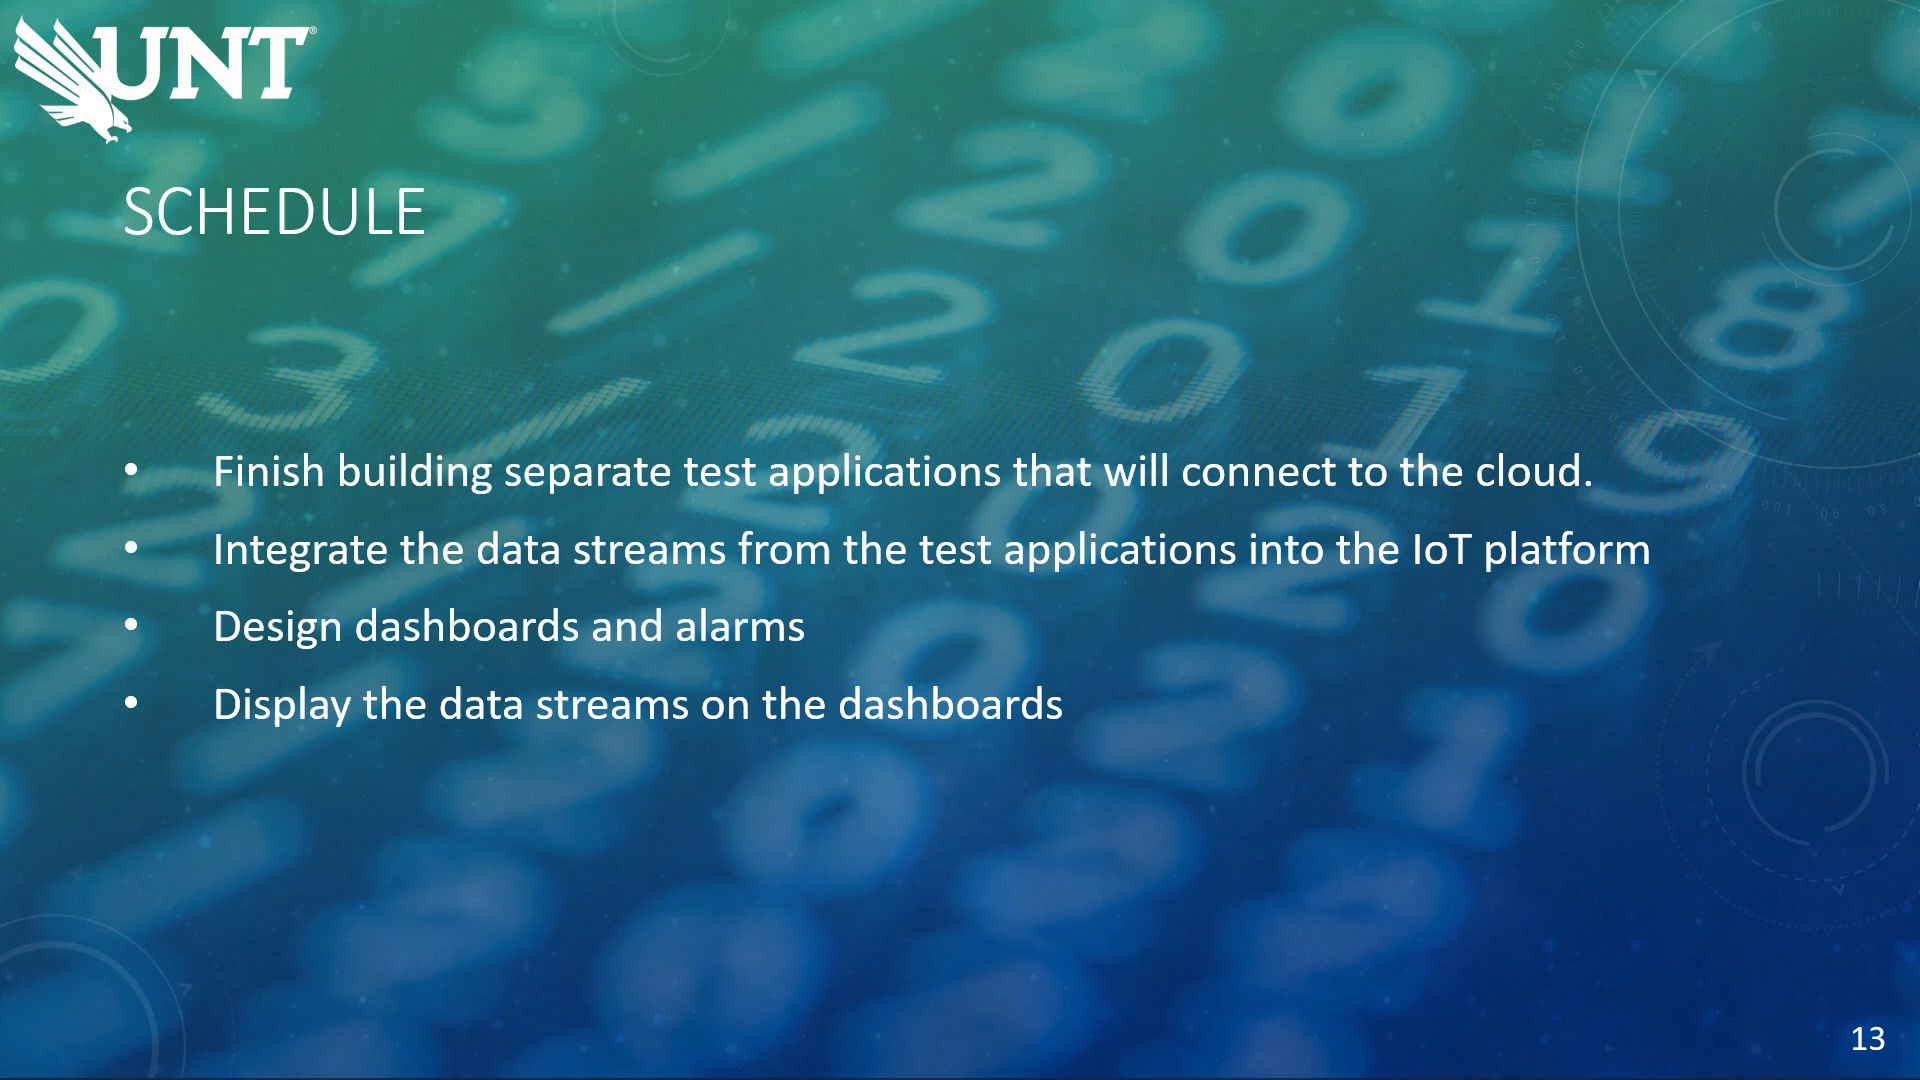 UNT®
SCHEDULE
• Finish building separate test applications that will connect to the cloud.
• Integrate the data streams from the test applications into the IoT platform
• Design dashboards and alarms
• Display the data streams on the dashboards
13